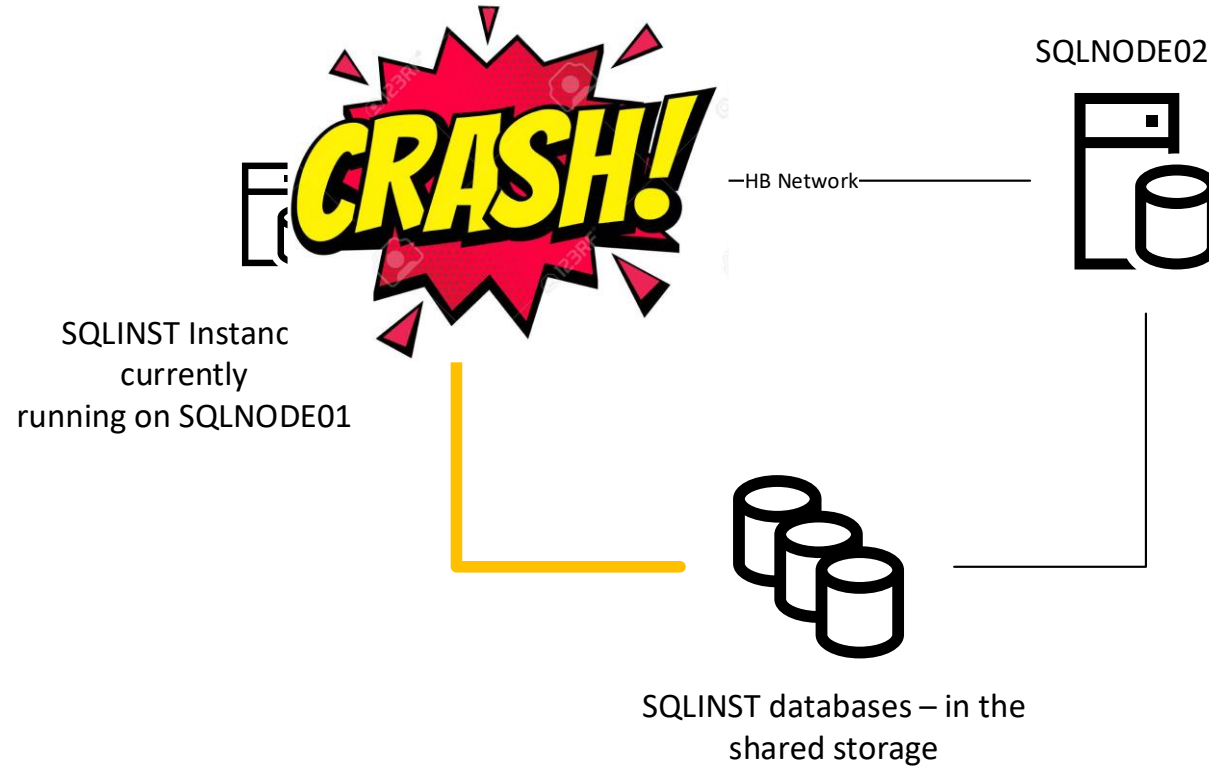 SQLNODE02
CRASH!
HB Network
SQLINST Instanc
currently
running on SQLNODE01
SQLINST databases – in the
shared storage